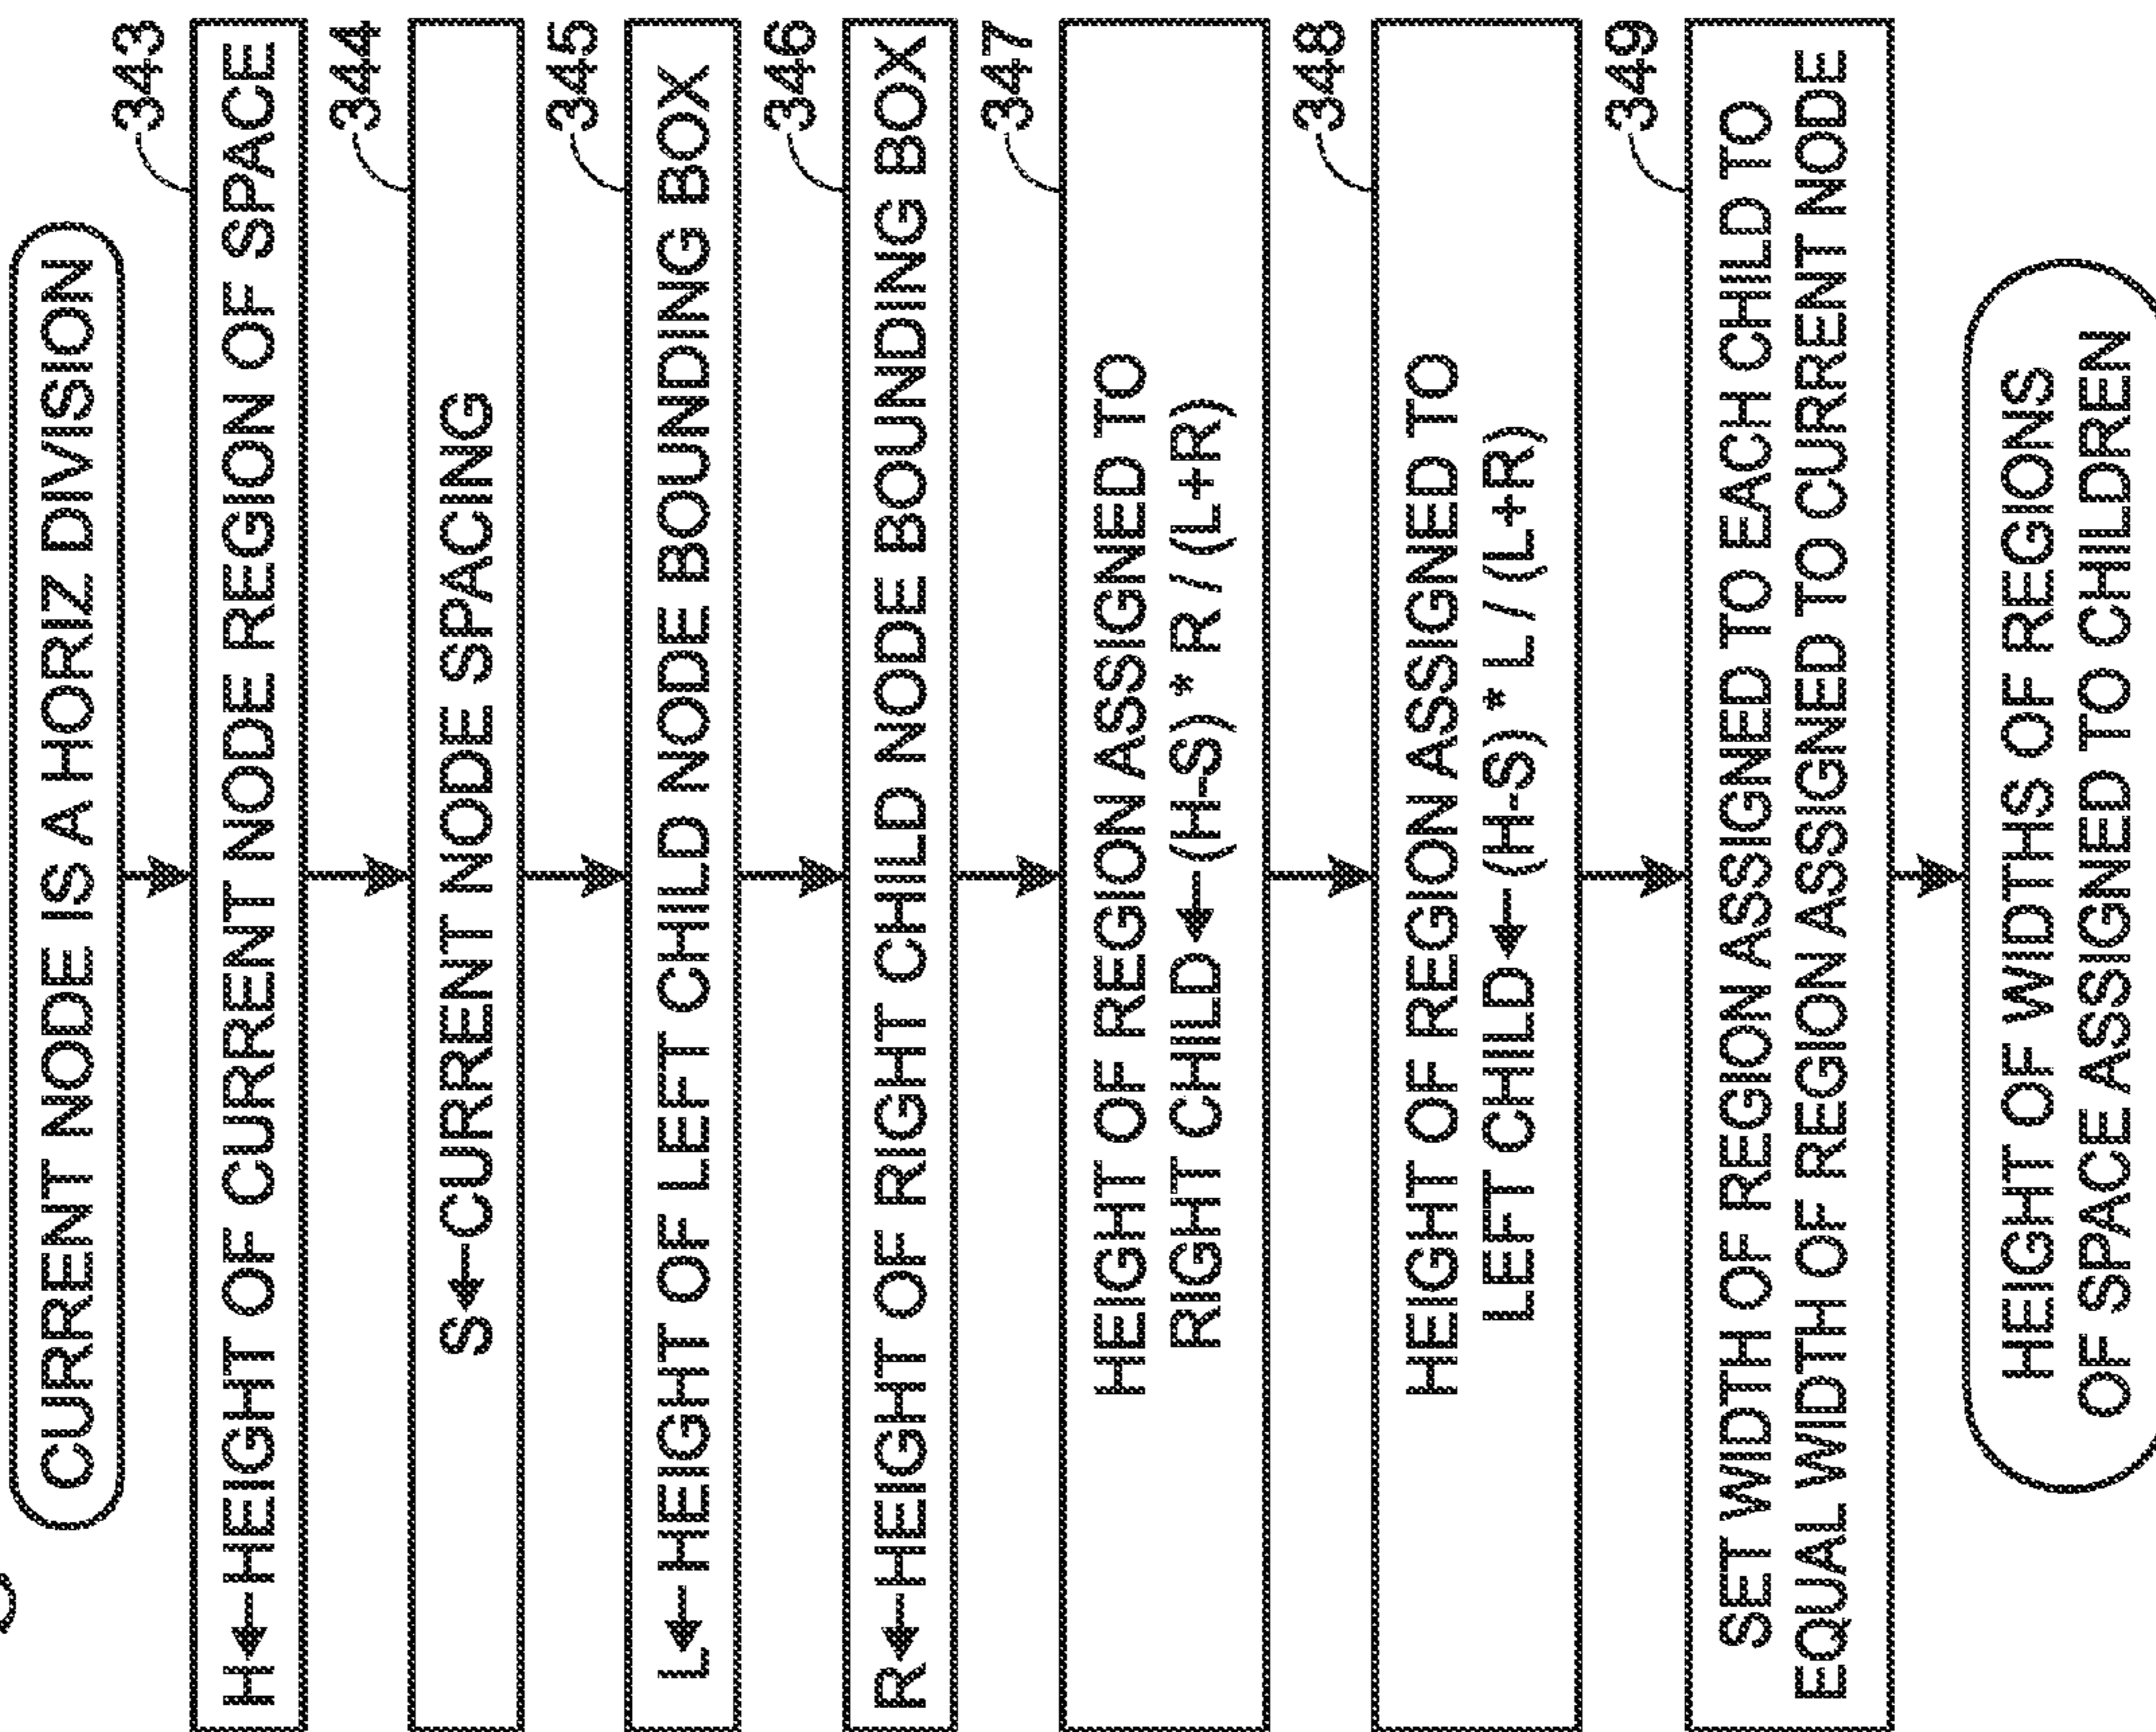 CURRENT NODE IS A HORIZ DIVISION
343
H←HEIGHT OF CURRENT NODE REGION OF SPACE
344
S←CURRENT NODE SPACING
345
L← HEIGHT OF LEFT CHILD NODE BOUNDING BOX
346
R←HEIGHT OF RIGHT CHILD NODE BOUNDING BOX
347
HEIGHT OF REGION ASSIGNED TO
RIGHT CHILD ← (H-S) * R / (L+R)
348
HEIGHT OF REGION ASSIGNED TO
LEFT CHILD ← (H-S) * L / (L+R)
349
SET WIDTH OF REGION ASSIGNED TO EACH CHILD TO
EQUAL WIDTH OF REGION ASSIGNED TO CURRENT NODE
HEIGHT OF WIDTHS OF REGIONS
OF SPACE ASSIGNED TO CHILDREN